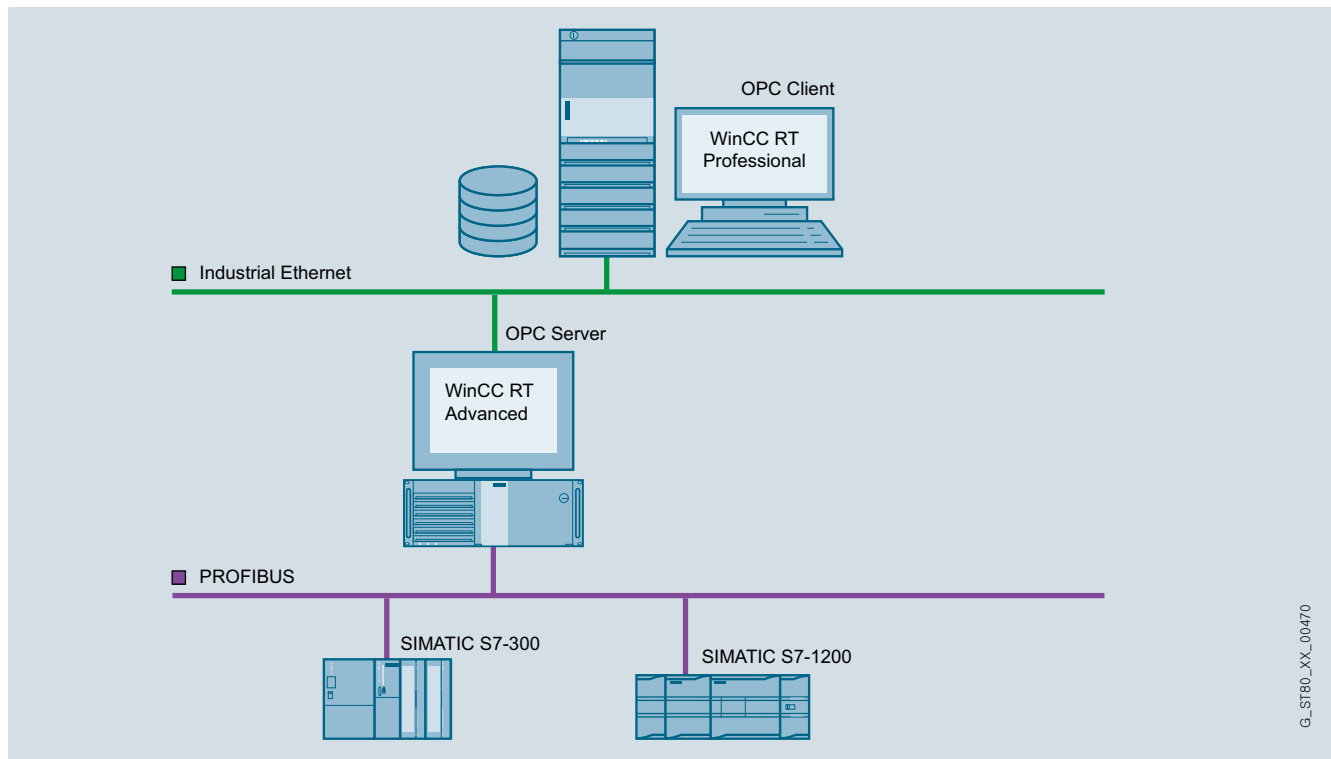 OPC Client
WinCC RT
Professional
Industrial Ethernet
OPC Server
WinCC RT
Advanced
PROFIBUS
SIMATIC S7-300
SIMATIC S7-1200
G_ST80_XX_00470